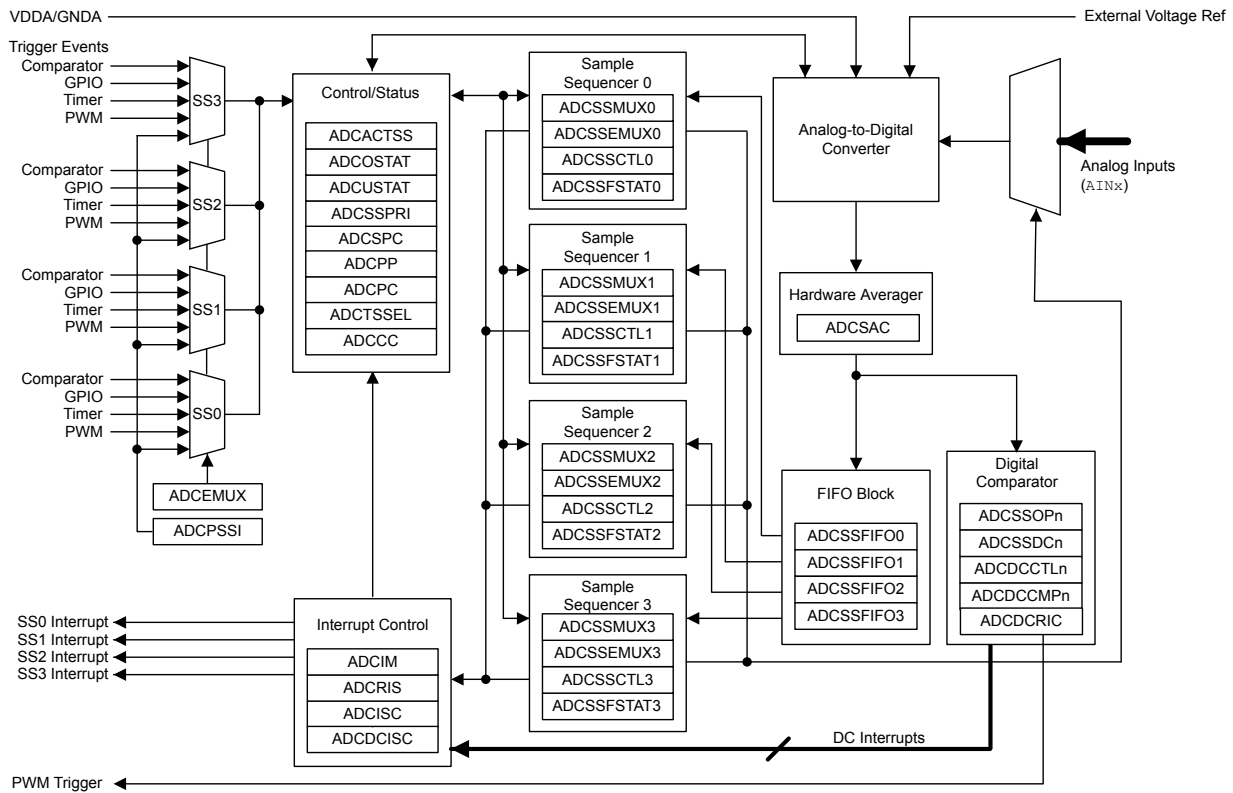 VDDA/GNDA
External Voltage Ref
Trigger Events
Comparator
GPIO
Timer
PWM
SS3
Comparator
GPIO
Timer
PWM
SS2
Comparator
GPIO
Timer
PWM
SS1
Comparator
GPIO
Timer
PWM
SS0
ADCEMUX
ADCPSSI
Control/Status
ADCACTSS
ADCOSTAT
ADCUSTAT
ADCSSPRI
ADCSPC
ADCPP
ADCPC
ADCTSSEL
ADCCC
Sample
Sequencer 0
ADCSSMUX0
ADCSSEMUX0
ADCSSCTL0
ADCSSFSTAT0
Sample
Sequencer 1
ADCSSMUX1
ADCSSEMUX1
ADCSSCTL1
ADCSSFSTAT1
Sample
Sequencer 2
ADCSSMUX2
ADCSSEMUX2
ADCSSCTL2
ADCSSFSTAT2
Sample
Sequencer 3
ADCSSMUX3
ADCSSEMUX3
ADCSSCTL3
ADCSSFSTAT3
Analog-to-Digital
Converter
Analog Inputs
(AINx)
Hardware Averager
ADCSAC
FIFO Block
ADCSSFIFO0
ADCSSFIFO1
ADCSSFIFO2
ADCSSFIFO3
Digital
Comparator
ADCSSOPn
ADCSSDCn
ADCDCCTLn
ADCDCCMPn
ADCDCRIC
SS0 Interrupt
SS1 Interrupt
SS2 Interrupt
SS3 Interrupt
Interrupt Control
ADCIM
ADCRIS
ADCISC
ADCDCISC
DC Interrupts
PWM Trigger